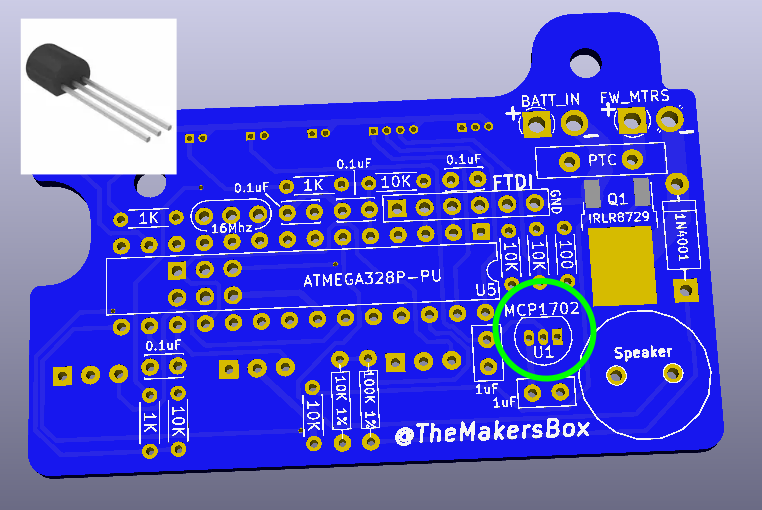 BATT_IN
FW_MTRS
+
+
-
-
PTC
0.1uF
0.1uF
0.1uF
1K
10K
FTDI
GND
Q1
IRLR8729
1N4001
1K
16Mhz
10K
10K
100
ATMEGA328P-PU
U5
MCP1702
U1
Speaker
0.1uF
1uF
1uF
1K
10K
10K
10K 1%
100K 1%
@TheMakersBox